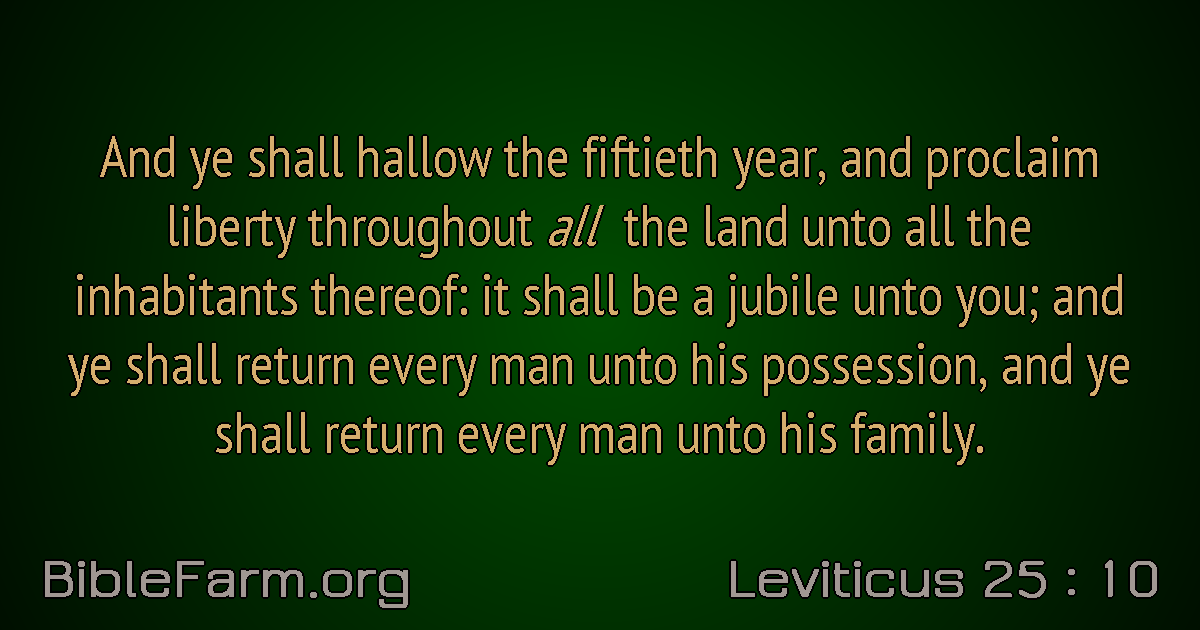 And ye shall hallow the fiftieth year, and proclaim
liberty throughout all the land unto all the
inhabitants thereof: it shall be a jubile unto you; and
ye shall return every man unto his possession, and ye
shall return every man unto his family.
BibleFarm.org
Leviticus 25 : 10